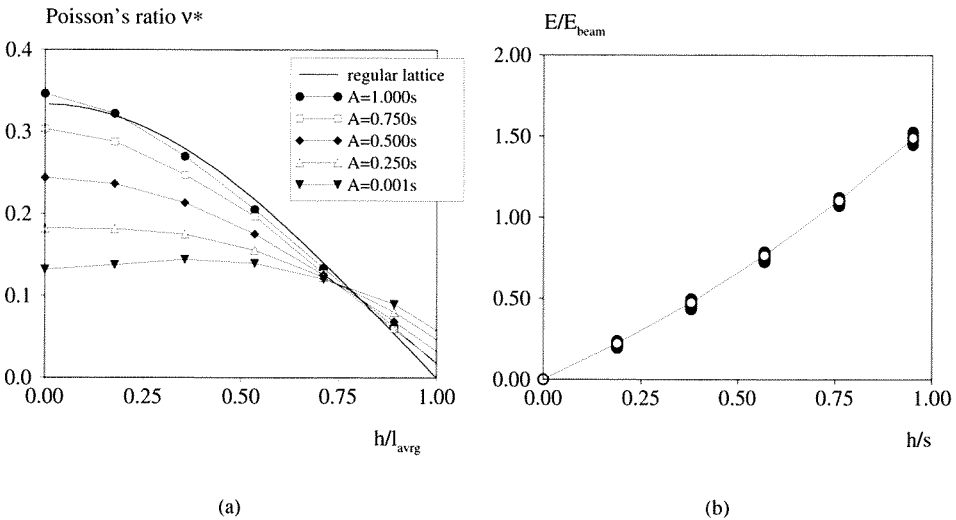 Poisson's ratio ν*
0.4
0.3
0.2
0.1
0.0
0.00
0.25
0.50
0.75
1.00
h/l_avrg
regular lattice
A=1.000s
A=0.750s
A=0.500s
A=0.250s
A=0.001s
(a)
E/E_beam
2.00
1.50
1.00
0.50
0.00
0.00
0.25
0.50
0.75
1.00
h/s
(b)